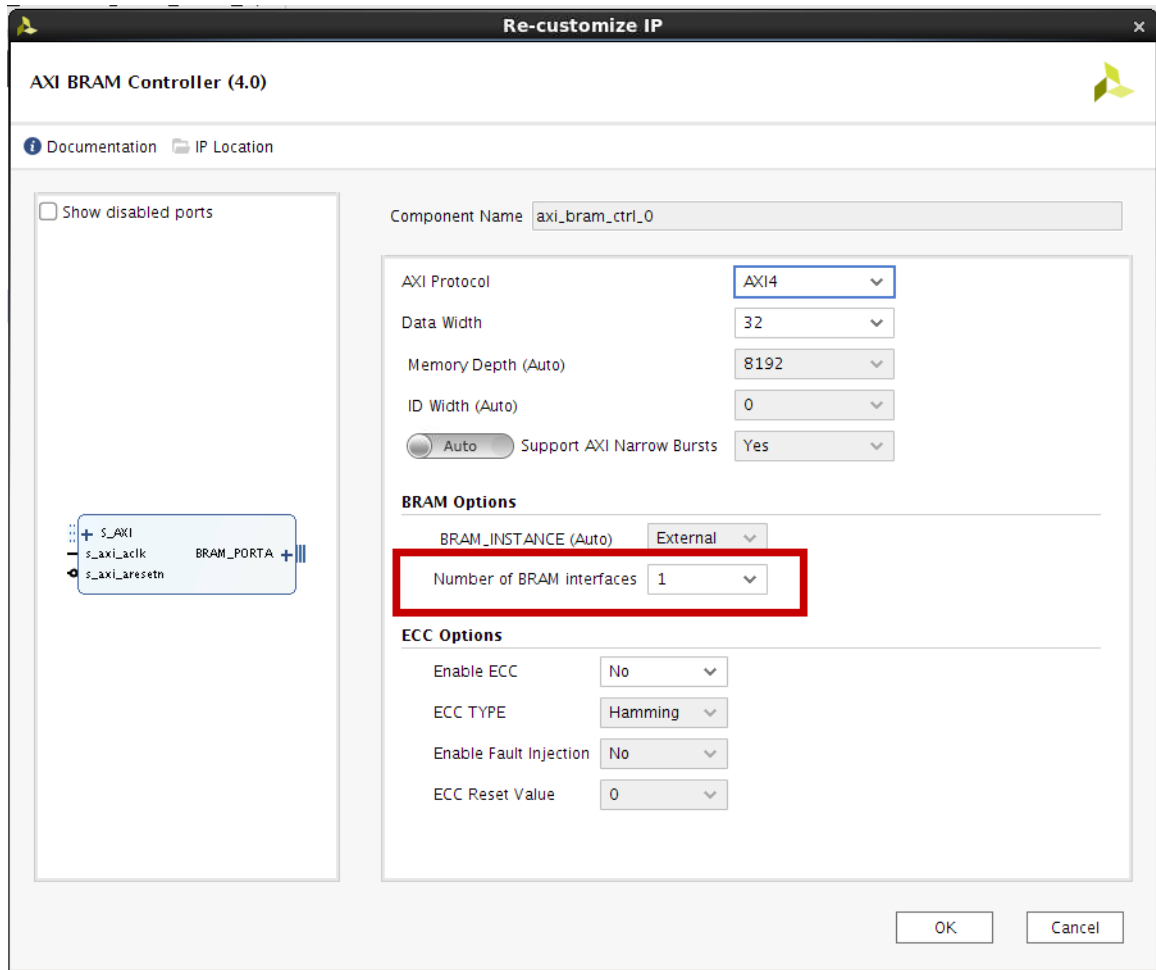 Re-customize IP
AXI BRAM Controller (4.0)
Documentation IP Location
Show disabled ports
Component Name axi_bram_ctrl_0
AXI Protocol AXI4
Data Width 32
Memory Depth (Auto) 8192
ID Width (Auto) 0
Auto Support AXI Narrow Bursts Yes
BRAM Options
BRAM_INSTANCE (Auto) External
Number of BRAM interfaces 1
ECC Options
Enable ECC No
ECC TYPE Hamming
Enable Fault Injection No
ECC Reset Value 0
S_AXI
s_axi_aclk BRAM_PORTA
s_axi_aresetn
OK Cancel